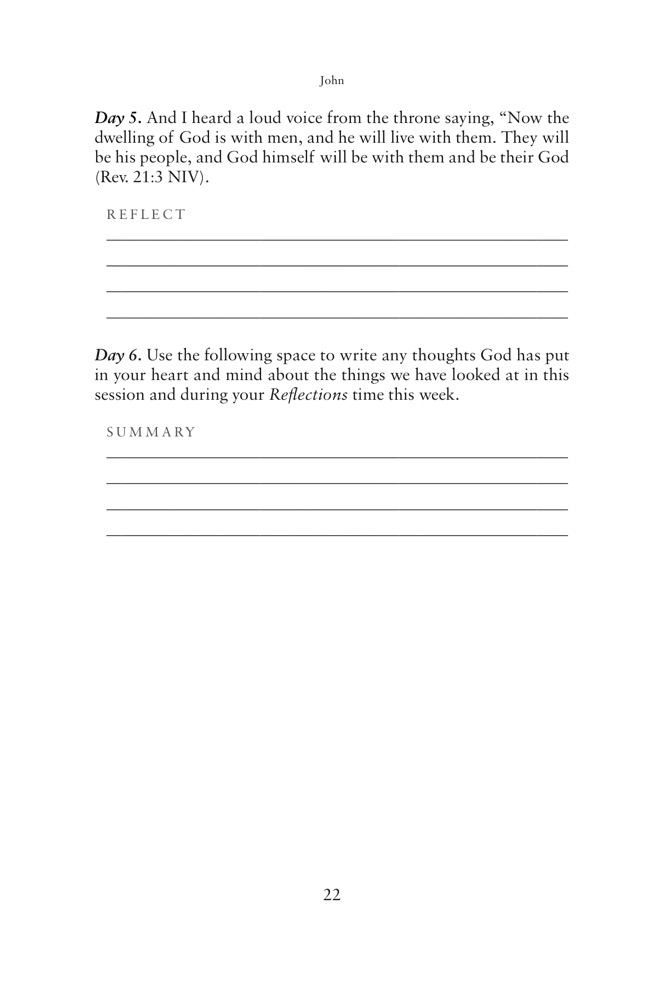 John
Day 5. And I heard a loud voice from the throne saying, “Now the
dwelling of God is with men, and he will live with them. They will
be his people, and God himself will be with them and be their God
(Rev. 21:3 NIV).
REFLECT
Day 6. Use the following space to write any thoughts God has put
in your heart and mind about the things we have looked at in this
session and during your Reflections time this week.
SUMMARY
22